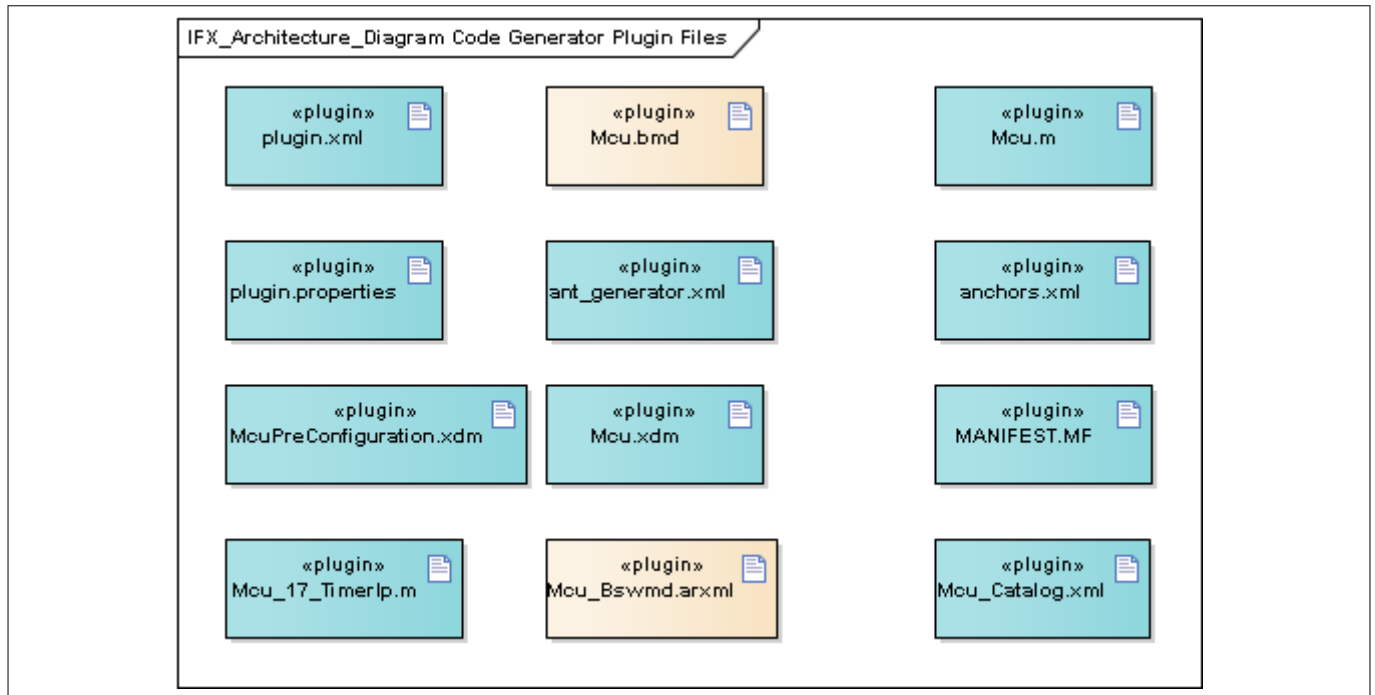 IFX_Architecture_Diagram Code Generator Plugin Files
«plugin»
plugin.xml
«plugin»
Mcu.bmd
«plugin»
Mcu.m
«plugin»
plugin.properties
«plugin»
ant_generator.xml
«plugin»
anchors.xml
«plugin»
McuPreConfiguration.xdm
«plugin»
Mcu.xdm
«plugin»
MANIFEST.MF
«plugin»
Mcu_17_TimerIp.m
«plugin»
Mcu_Bswmd.arxml
«plugin»
Mcu_Catalog.xml